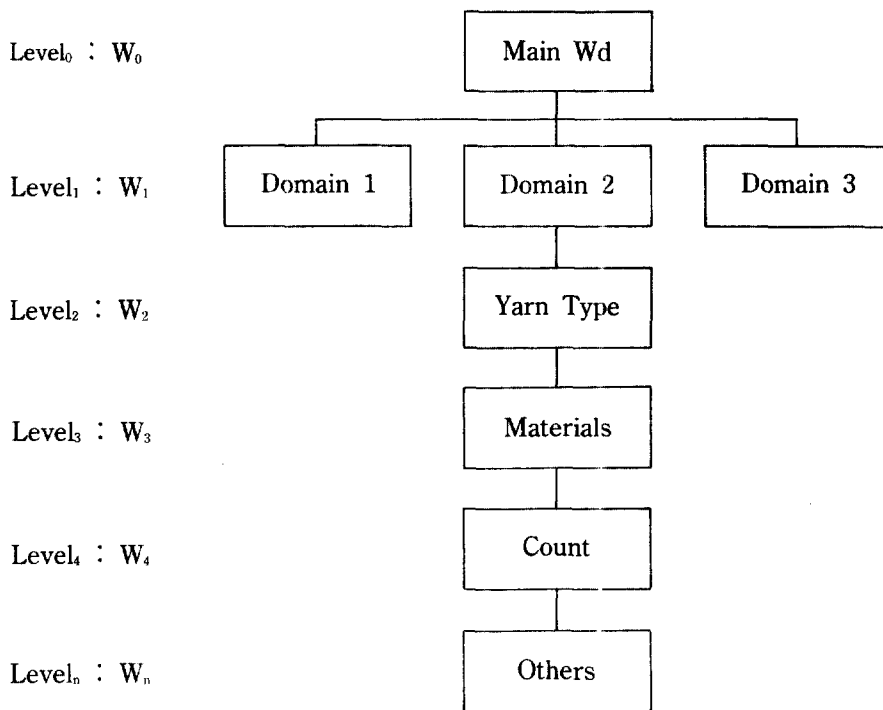 Level₀ : W₀ Main Wd
Level₁ : W₁ Domain 1 Domain 2 Domain 3
Level₂ : W₂ Yarn Type
Level₃ : W₃ Materials
Level₄ : W₄ Count
Levelₙ : Wₙ Others